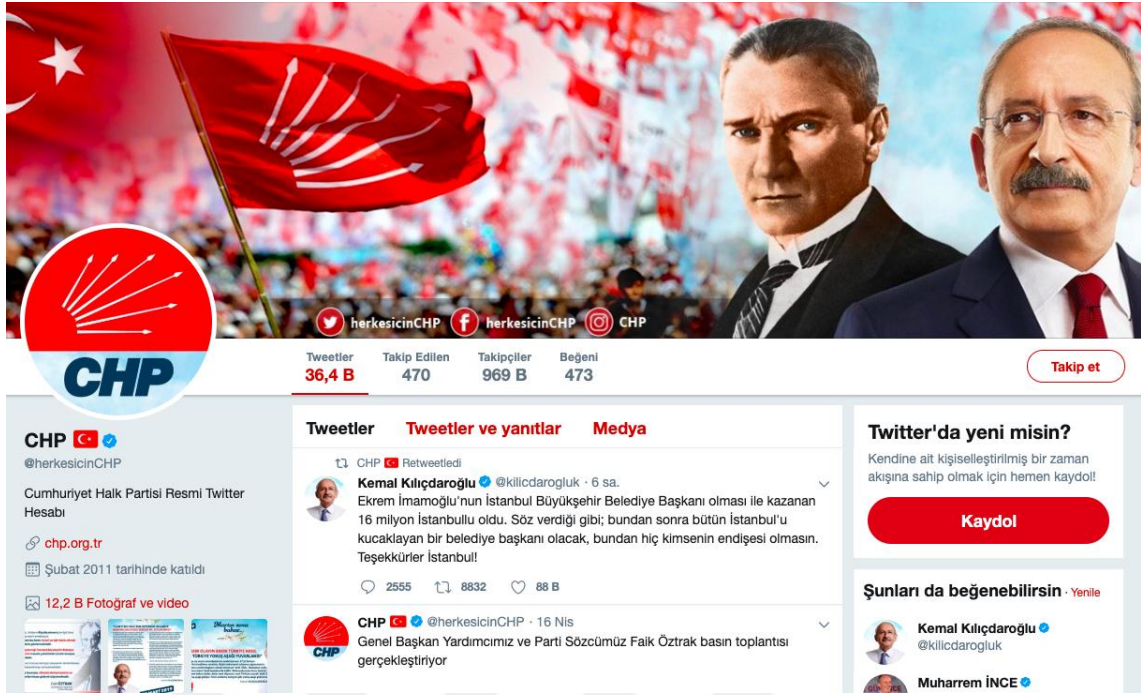 herkesicinCHP herkesicinCHP CHP
CHP
Tweetler Takip Edilen Takipçiler Beğeni
36,4 B 470 969 B 473
Takip et
CHP
@herkesicinCHP
Cumhuriyet Halk Partisi Resmi Twitter
Hesabı
chp.org.tr
Şubat 2011 tarihinde katıldı
12,2 B Fotoğraf ve video
Tweetler Tweetler ve yanıtlar Medya
CHP Retweetledi
Kemal Kılıçdaroğlu @kilicdarogluk · 6 sa.
Ekrem İmamoğlu'nun İstanbul Büyükşehir Belediye Başkanı olması ile kazanan
16 milyon İstanbullu oldu. Söz verdiği gibi; bundan sonra bütün İstanbul'u
kucaklayan bir belediye başkanı olacak, bundan hiç kimsenin endişesi olmasın.
Teşekkürler İstanbul!
2555 8832 88 B
CHP
CHP @herkesicinCHP · 16 Nis
Genel Başkan Yardımcımız ve Parti Sözcümüz Faik Öztrak basın toplantısı
gerçekleştiriyor
Twitter'da yeni misin?
Kendine ait kişiselleştirilmiş bir zaman
akışına sahip olmak için hemen kaydol!
Kaydol
Şunları da beğenebilirsin · Yenile
Kemal Kılıçdaroğlu
@kilicdarogluk
Muharrem İNCE